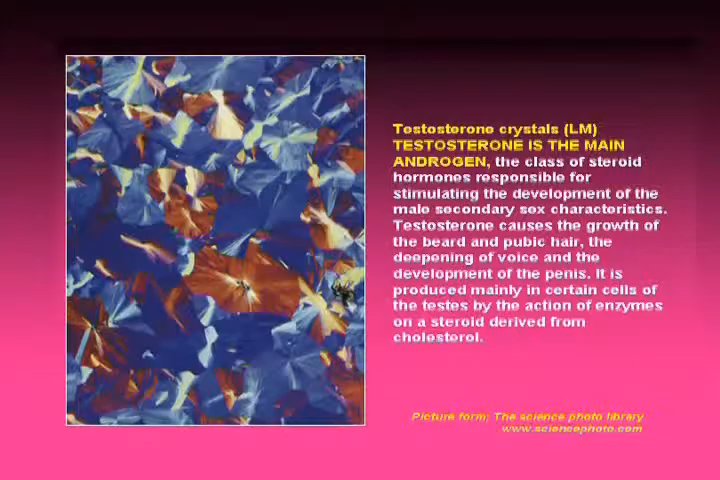 Testosterone crystals (LM)
TESTOSTERONE IS THE MAIN
ANDROGEN, the class of steroid
hormones responsible for
stimulating the development of the
male secondary sex characteristics.
Testosterone causes the growth of
the beard and pubic hair, the
deepening of voice and the
development of the penis. It is
produced mainly in certain cells of
the testes by the action of enzymes
on a steroid derived from
cholesterol.
Picture form; The science photo library
www.sciencephoto.com